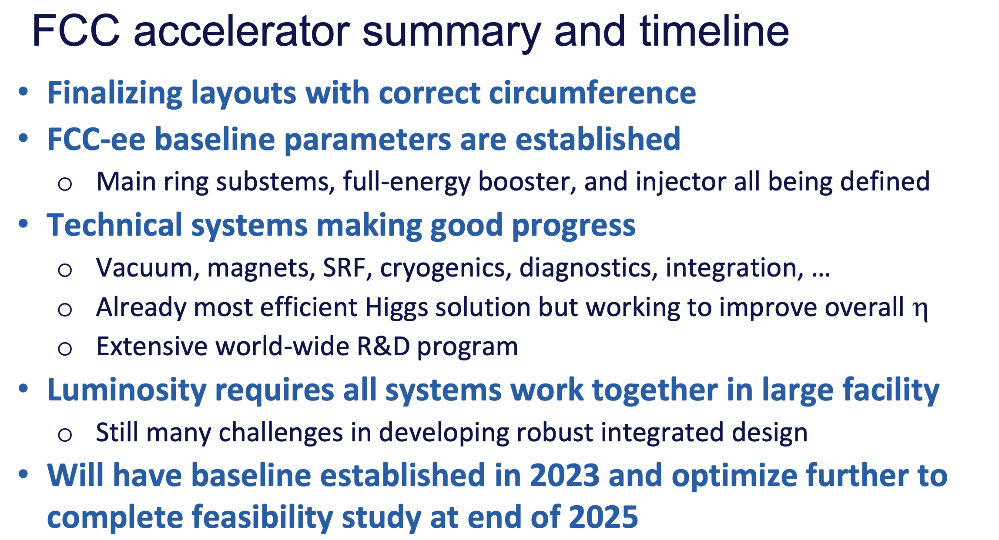 FCC accelerator summary and timeline
• Finalizing layouts with correct circumference
• FCC-ee baseline parameters are established
o Main ring substems, full-energy booster, and injector all being defined
• Technical systems making good progress
o Vacuum, magnets, SRF, cryogenics, diagnostics, integration, …
o Already most efficient Higgs solution but working to improve overall η
o Extensive world-wide R&D program
• Luminosity requires all systems work together in large facility
o Still many challenges in developing robust integrated design
• Will have baseline established in 2023 and optimize further to
complete feasibility study at end of 2025